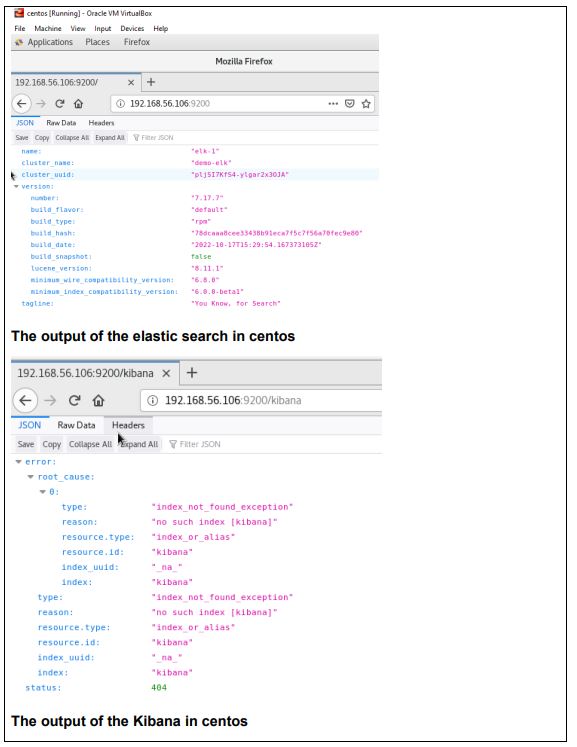 centos [Running] - Oracle VM VirtualBox
File Machine View Input Devices Help
Applications Places Firefox
Mozilla Firefox
192.168.56.106:9200/ × +
192.168.56.106:9200
JSON Raw Data Headers
Save Copy Collapse All Expand All Filter JSON
name: "elk-1"
cluster_name: "demo-elk"
cluster_uuid: "plj5I7KfS4-ylgar2x3OJA"
version:
number: "7.17.7"
build_flavor: "default"
build_type: "rpm"
build_hash: "78dcaaa8cee33438b91eca7f5c7f56a70fec9e80"
build_date: "2022-10-17T15:29:54.167373105Z"
build_snapshot: false
lucene_version: "8.11.1"
minimum_wire_compatibility_version: "6.8.0"
minimum_index_compatibility_version: "6.0.0-beta1"
tagline: "You Know, for Search"
The output of the elastic search in centos
192.168.56.106:9200/kibana × +
192.168.56.106:9200/kibana
JSON Raw Data Headers
Save Copy Collapse All Expand All Filter JSON
error:
root_cause:
0:
type: "index_not_found_exception"
reason: "no such index [kibana]"
resource.type: "index_or_alias"
resource.id: "kibana"
index_uuid: "_na_"
index: "kibana"
type: "index_not_found_exception"
reason: "no such index [kibana]"
resource.type: "index_or_alias"
resource.id: "kibana"
index_uuid: "_na_"
index: "kibana"
status: 404
The output of the Kibana in centos